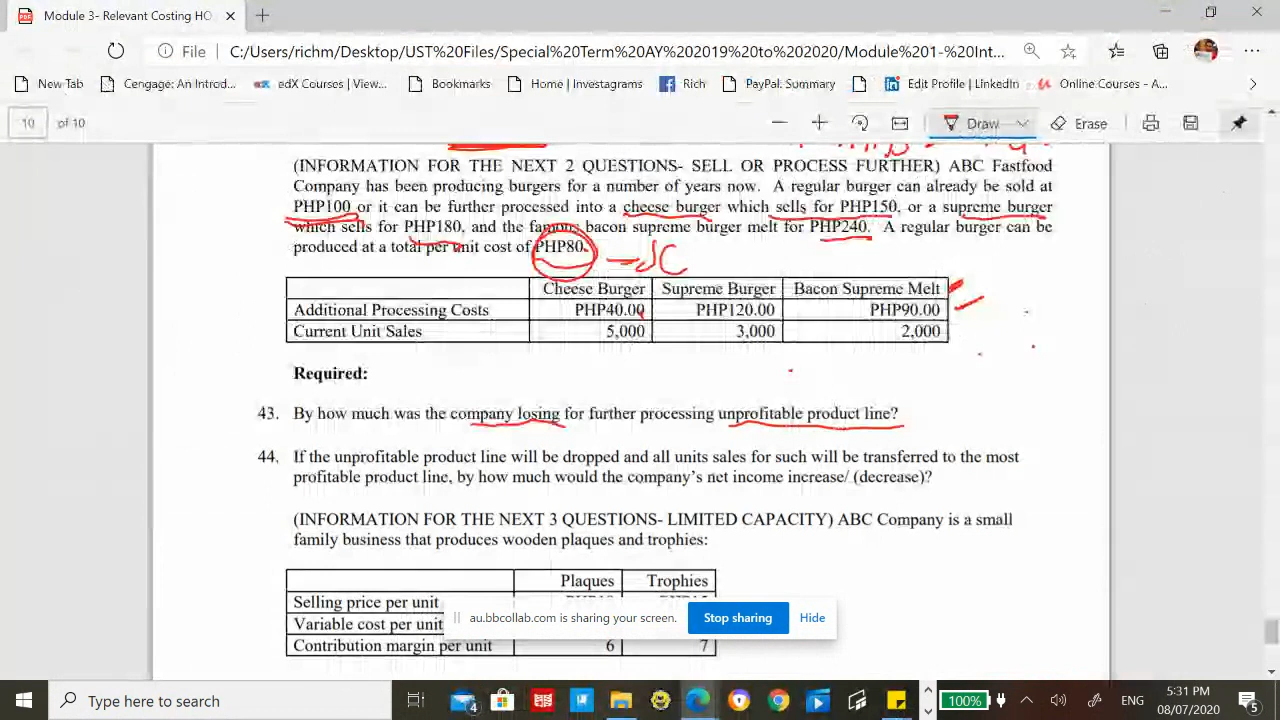 Module 3- Relevant Costing HO
File C:/Users/richm/Desktop/UST%20Files/Special%20Term%20AY%202019%20to%202020/Module%201-%20Int...
New Tab Cengage: An Introd... edX Courses | View... Bookmarks Home | Investagrams Rich PayPal: Summary Edit Profile | LinkedIn Online Courses - A...
10 of 10 Draw Erase
(INFORMATION FOR THE NEXT 2 QUESTIONS- SELL OR PROCESS FURTHER) ABC Fastfood
Company has been producing burgers for a number of years now. A regular burger can already be sold at
PHP100 or it can be further processed into a cheese burger which sells for PHP150, or a supreme burger
which sells for PHP180, and the famous bacon supreme burger melt for PHP240. A regular burger can be
produced at a total per unit cost of PHP80.
JC
Cheese Burger Supreme Burger Bacon Supreme Melt
Additional Processing Costs PHP40.00 PHP120.00 PHP90.00
Current Unit Sales 5,000 3,000 2,000
Required:
43. By how much was the company losing for further processing unprofitable product line?
44. If the unprofitable product line will be dropped and all units sales for such will be transferred to the most
profitable product line, by how much would the company's net income increase/ (decrease)?
(INFORMATION FOR THE NEXT 3 QUESTIONS- LIMITED CAPACITY) ABC Company is a small
family business that produces wooden plaques and trophies:
Plaques Trophies
Selling price per unit
Variable cost per unit
au.bbcollab.com is sharing your screen. Stop sharing Hide
Contribution margin per unit 6 7
Type here to search 4 100% ENG 5:31 PM 08/07/2020 5